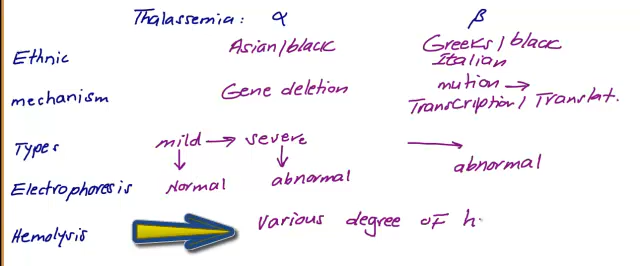 Thalassemia: α β
Ethnic Asian/black Greeks/black
Italian
mechanism Gene deletion mution →
Transcription/Translat.
Types mild → severe →
Electrophoresis Normal abnormal abnormal
Hemolysis various degree of h